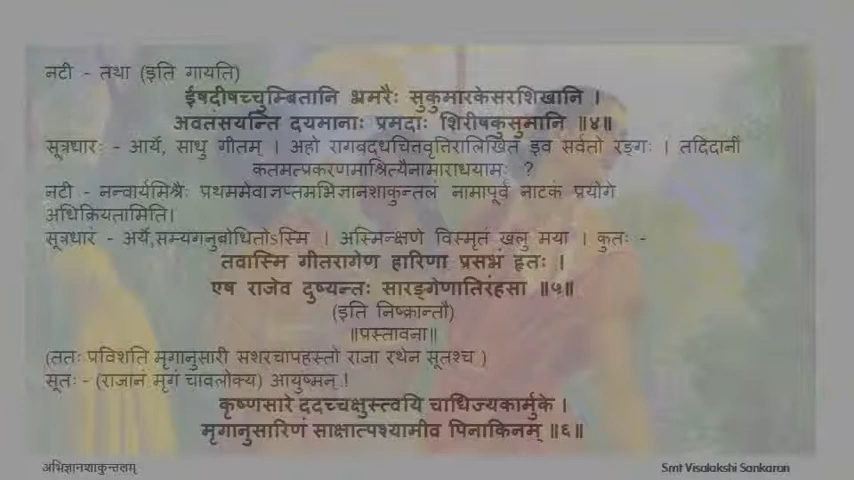 नटी - तथा (इति गायति)
ईषदीषच्चुम्बितानि भ्रमरैः सुकुमारकेसरशिखानि ।
अवतंसयन्ति दयमानाः प्रमदाः शिरीषकुसुमानि ॥४॥
सूत्रधारः - आर्ये, साधु गीतम् । अहो रागबद्धचित्तवृत्तिरालिखित इव सर्वतो रङ्गः । तदिदानीं
कतमत्प्रकरणमाश्रित्यैनामाराधयामः ?
नटी - नन्वार्यमिश्रैः प्रथममेवाज्ञप्तमभिज्ञानशाकुन्तलं नामापूर्वं नाटकं प्रयोगे
अधिक्रियतामिति।
सूत्रधार - अर्ये,सम्यगनुबोधितोऽस्मि । अस्मिन्क्षणे विस्मृतं खलु मया । कुतः -
तवास्मि गीतरागेण हारिणा प्रसभं हृतः ।
एष राजेव दुष्यन्तः सारङ्गेणातिरंहसा ॥५॥
(इति निष्क्रान्तौ)
॥प्रस्तावना॥
(ततः प्रविशति मृगानुसारी सशरचापहस्तो राजा रथेन सूतश्च )
सूतः - (राजानं मृगं चावलोक्य) आयुष्मन् !
कृष्णसारे ददच्चक्षुस्त्वयि चाधिज्यकार्मुके ।
मृगानुसारिणं साक्षात्पश्यामीव पिनाकिनम् ॥६॥
अभिज्ञानशाकुन्तलम्
Smt Visalakshi Sankaran